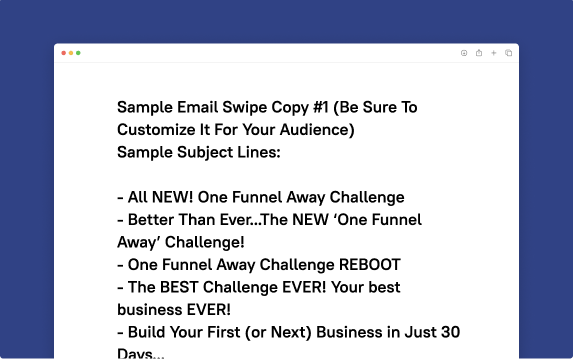 Sample Email Swipe Copy #1 (Be Sure To
Customize It For Your Audience)
Sample Subject Lines:
- All NEW! One Funnel Away Challenge
- Better Than Ever...The NEW ‘One Funnel
Away’ Challenge!
- One Funnel Away Challenge REBOOT
- The BEST Challenge EVER! Your best
business EVER!
- Build Your First (or Next) Business in Just 30
Days...